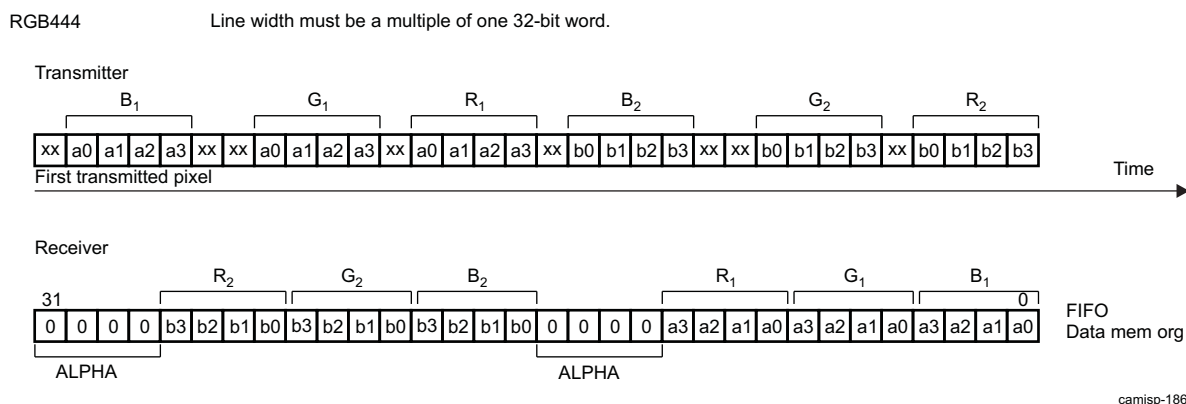 RGB444 Line width must be a multiple of one 32-bit word.
Transmitter
B1 G1 R1 B2 G2 R2
xx a0 a1 a2 a3 xx xx a0 a1 a2 a3 xx a0 a1 a2 a3 xx b0 b1 b2 b3 xx xx b0 b1 b2 b3 xx b0 b1 b2 b3
First transmitted pixel Time
Receiver
R2 G2 B2 R1 G1 B1
31 0
0 0 0 0 b3 b2 b1 b0 b3 b2 b1 b0 b3 b2 b1 b0 0 0 0 0 a3 a2 a1 a0 a3 a2 a1 a0 a3 a2 a1 a0
FIFO
Data mem org
ALPHA ALPHA
camisp-186